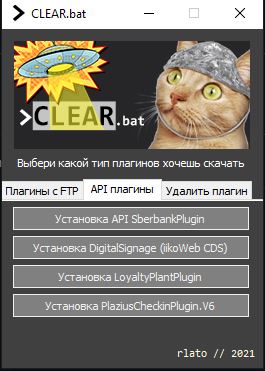 CLEAR.bat
>CLEAR.bat
Выбери какой тип плагинов хочешь скачать
Плагины с FTP
API плагины
Удалить плагин
Установка API SberbankPlugin
Установка DigitalSignage (iikoWeb CDS)
Установка LoyaltyPlantPlugin
Установка PlaziusCheckinPlugin.V6
rlato // 2021